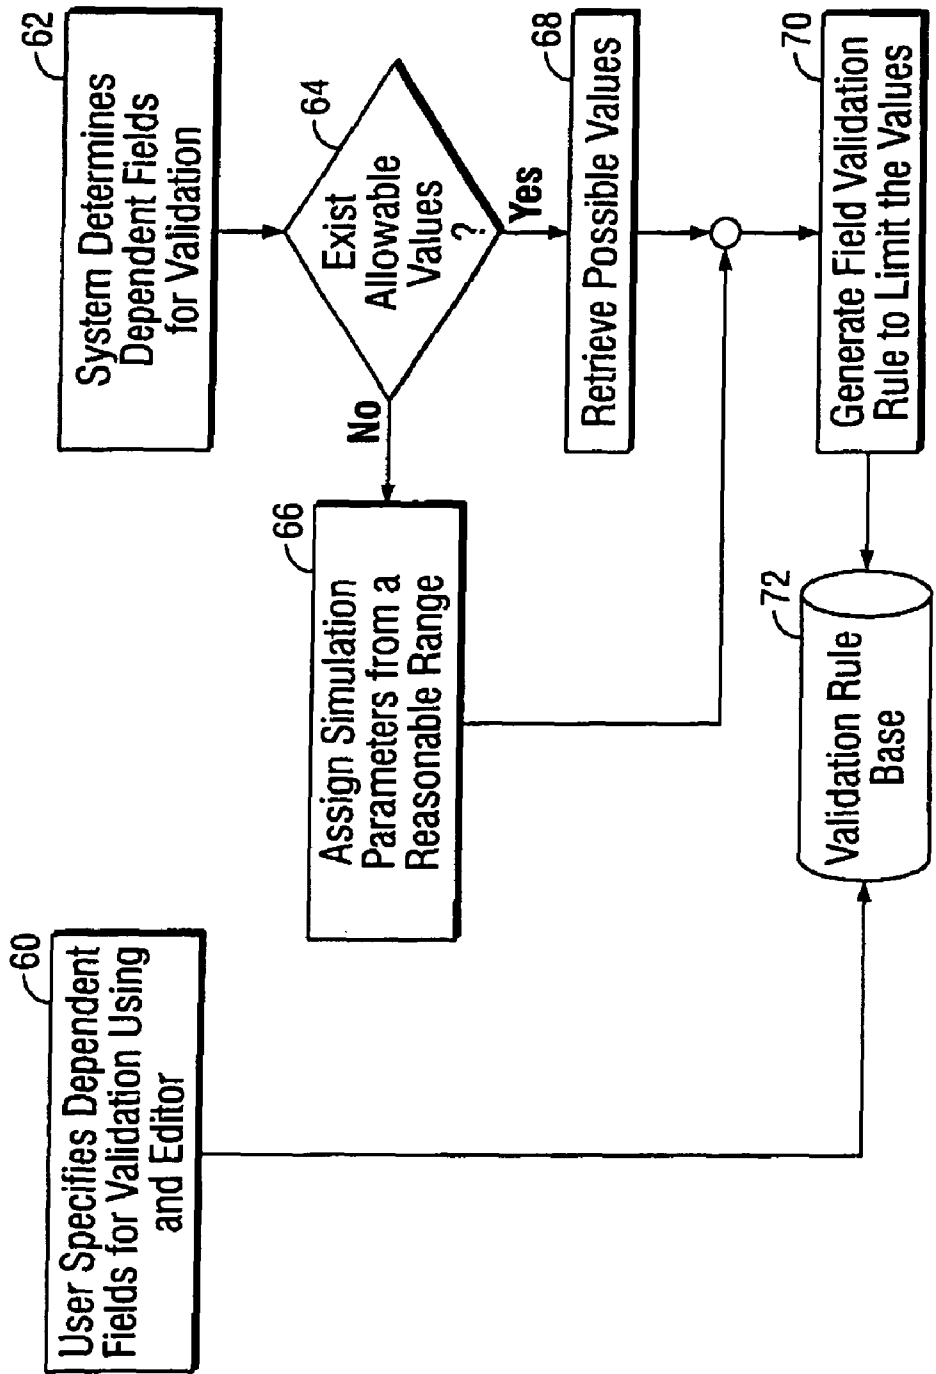 60
User Specifies Dependent
Fields for Validation Using
and Editor
62
System Determines
Dependent Fields
for Validation
64
Exist
Allowable
Values
?
No
Yes
66
Assign Simulation
Parameters from a
Reasonable Range
68
Retrieve Possible Values
70
Generate Field Validation
Rule to Limit the Values
72
Validation Rule
Base